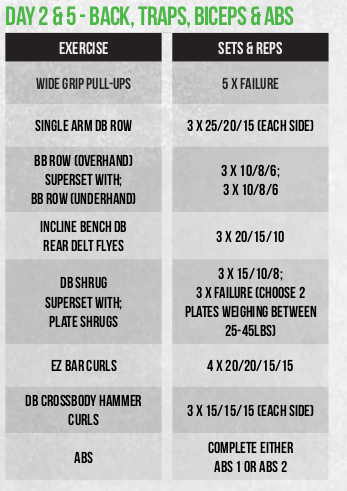 DAY 2 & 5 - BACK, TRAPS, BICEPS & ABS
EXERCISE
SETS & REPS
WIDE GRIP PULL-UPS
5 X FAILURE
SINGLE ARM DB ROW
3 X 25/20/15 (EACH SIDE)
BB ROW (OVERHAND)
SUPERSET WITH;
BB ROW (UNDERHAND)
3 X 10/8/6;
3 X 10/8/6
INCLINE BENCH DB
REAR DELT FLYES
3 X 20/15/10
DB SHRUG
SUPERSET WITH;
PLATE SHRUGS
3 X 15/10/8;
3 X FAILURE (CHOOSE 2
PLATES WEIGHING BETWEEN
25-45LBS)
EZ BAR CURLS
4 X 20/20/15/15
DB CROSSBODY HAMMER
CURLS
3 X 15/15/15 (EACH SIDE)
ABS
COMPLETE EITHER
ABS 1 OR ABS 2